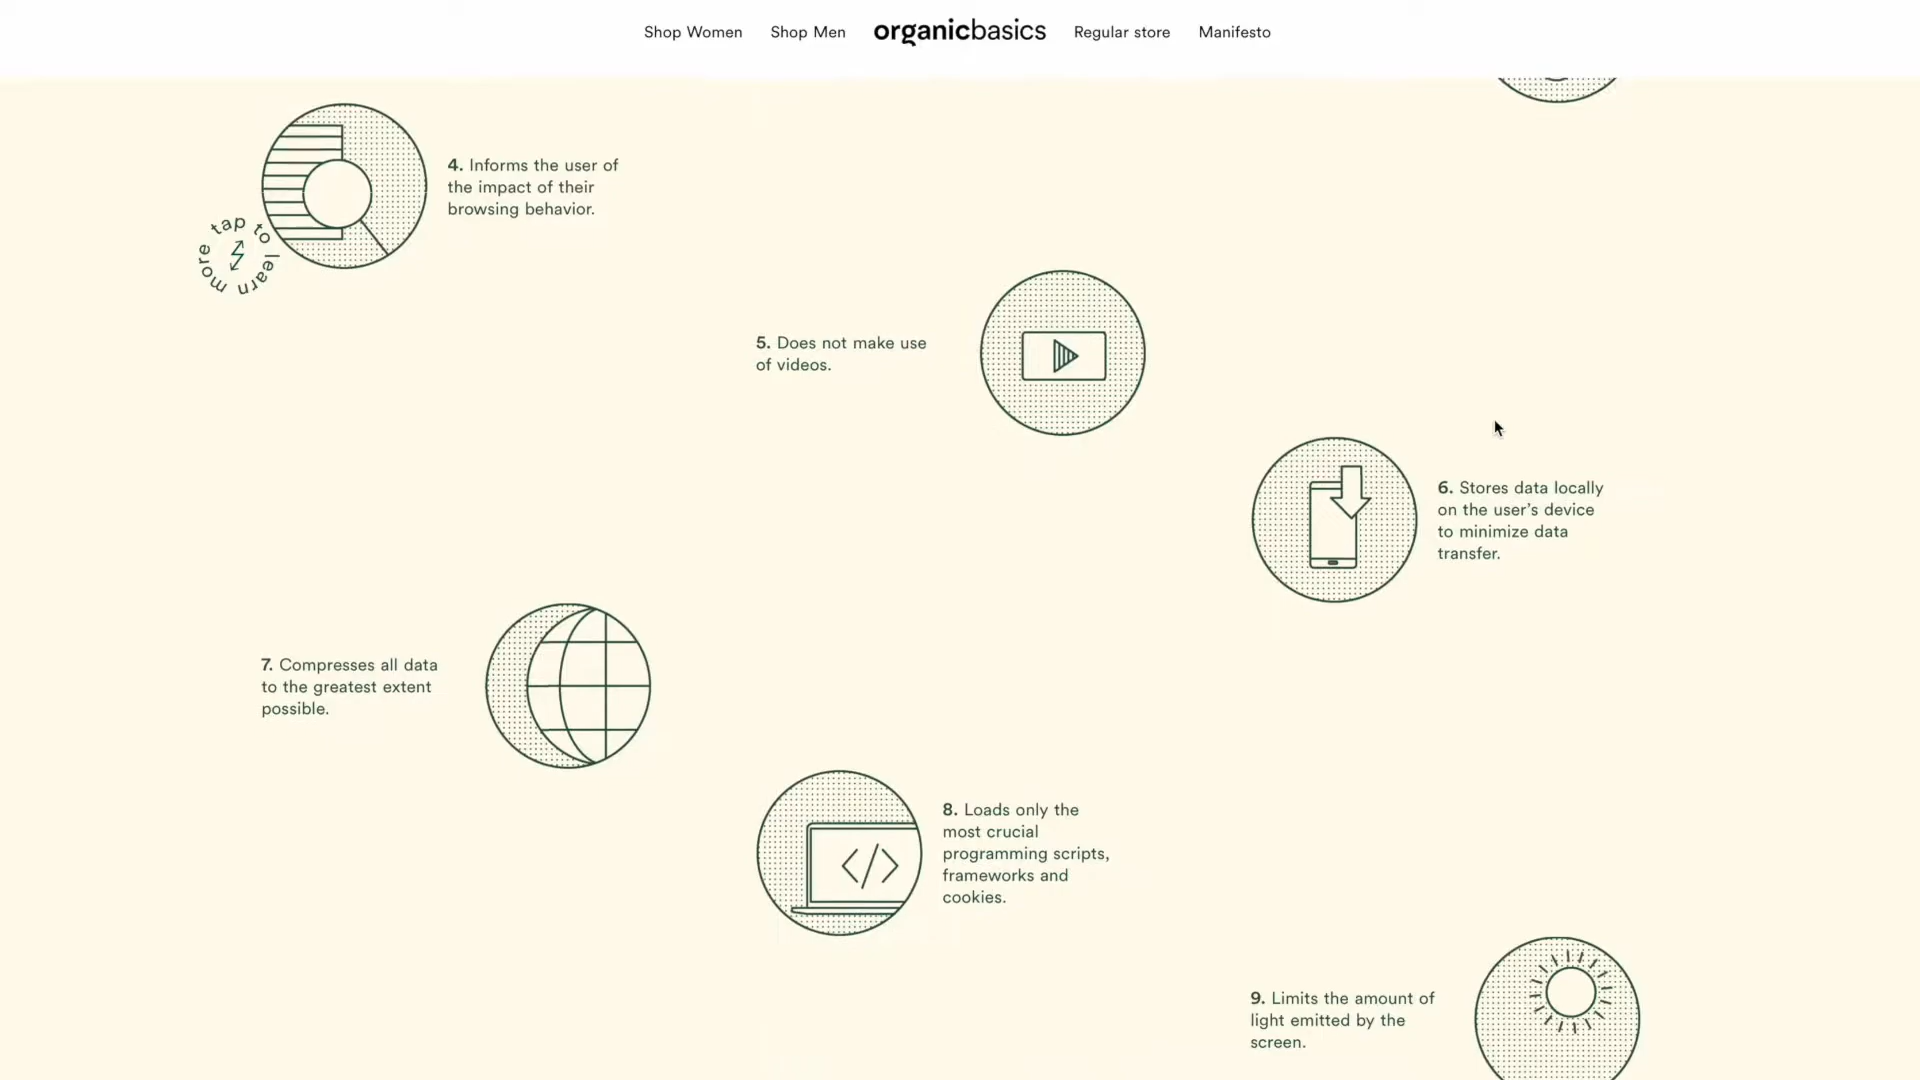 Shop Women
Shop Men
organicbasics
Regular store
Manifesto
4. Informs the user of
the impact of their
browsing behavior.
tap to learn more
5. Does not make use
of videos.
6. Stores data locally
on the user’s device
to minimize data
transfer.
7. Compresses all data
to the greatest extent
possible.
</>
8. Loads only the
most crucial
programming scripts,
frameworks and
cookies.
9. Limits the amount of
light emitted by the
screen.